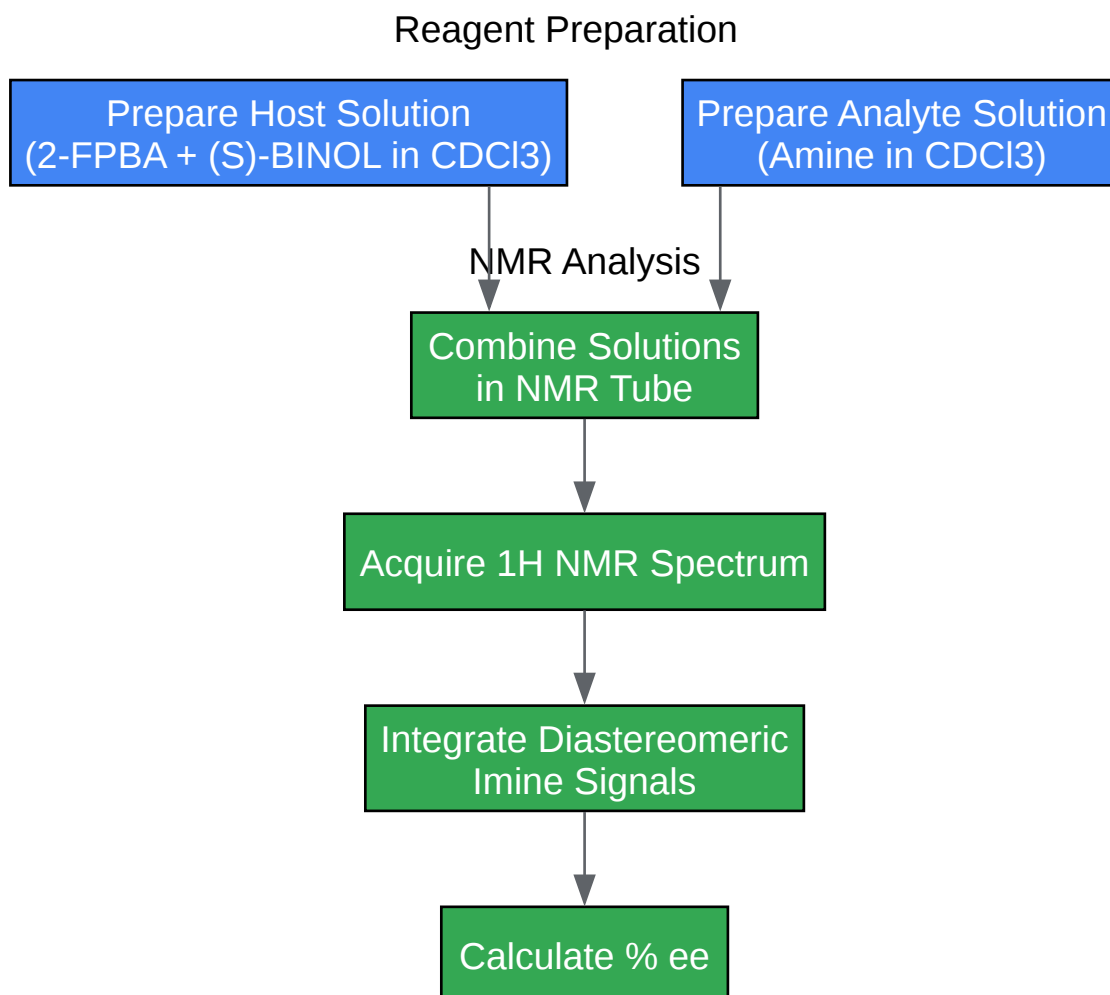 Reagent Preparation
Prepare Host Solution
(2-FPBA + (S)-BINOL in CDCl3)
Prepare Analyte Solution
(Amine in CDCl3)
NMR Analysis
Combine Solutions
in NMR Tube
Acquire 1H NMR Spectrum
Integrate Diastereomeric
Imine Signals
Calculate % ee